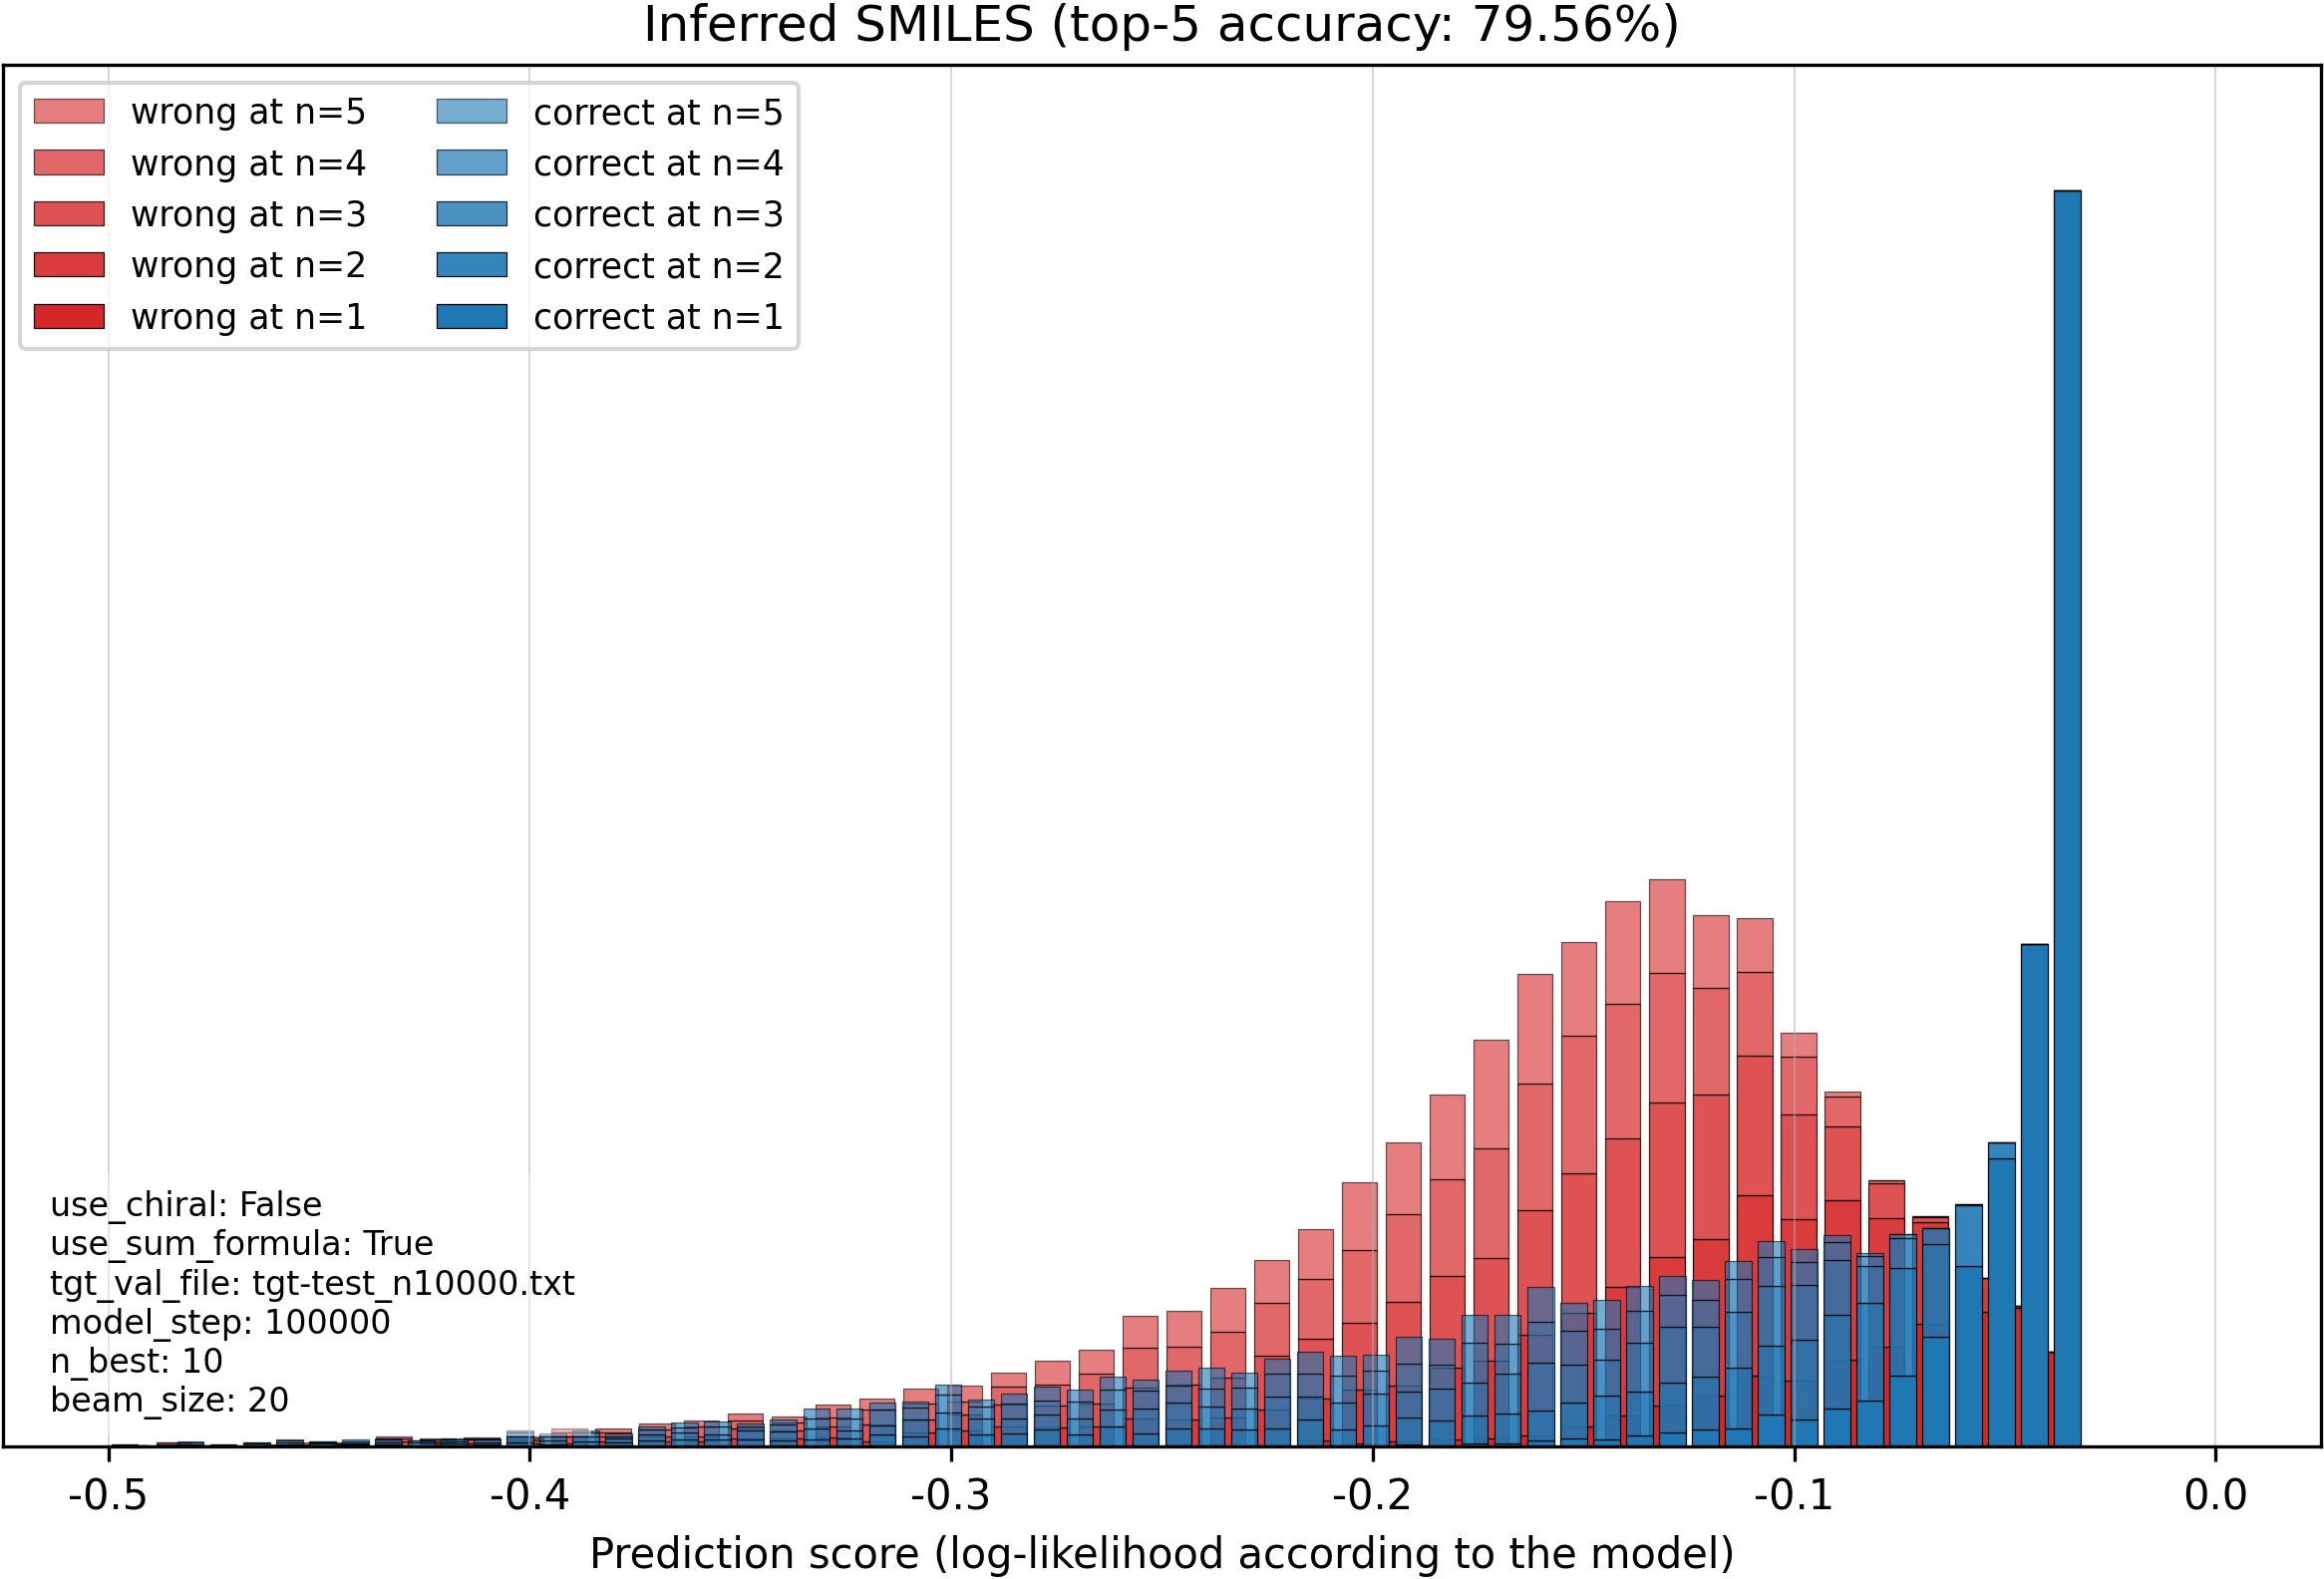 Inferred SMILES (top-5 accuracy: 79.56%)
wrong at n=5
wrong at n=4
wrong at n=3
wrong at n=2
wrong at n=1
correct at n=5
correct at n=4
correct at n=3
correct at n=2
correct at n=1
use_chiral: False
use_sum_formula: True
tgt_val_file: tgt-test_n10000.txt
model_step: 100000
n_best: 10
beam_size: 20
-0.5 -0.4 -0.3 -0.2 -0.1 0.0
Prediction score (log-likelihood according to the model)